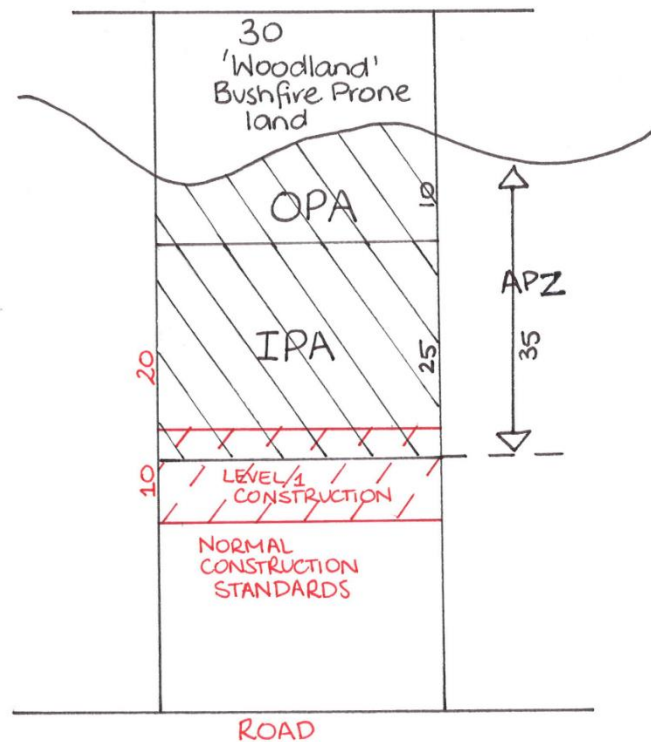 30
'Woodland'
Bushfire Prone
land
OPA
10
APZ
35
IPA
25
20
10
LEVEL 1
CONSTRUCTION
NORMAL
CONSTRUCTION
STANDARDS
ROAD